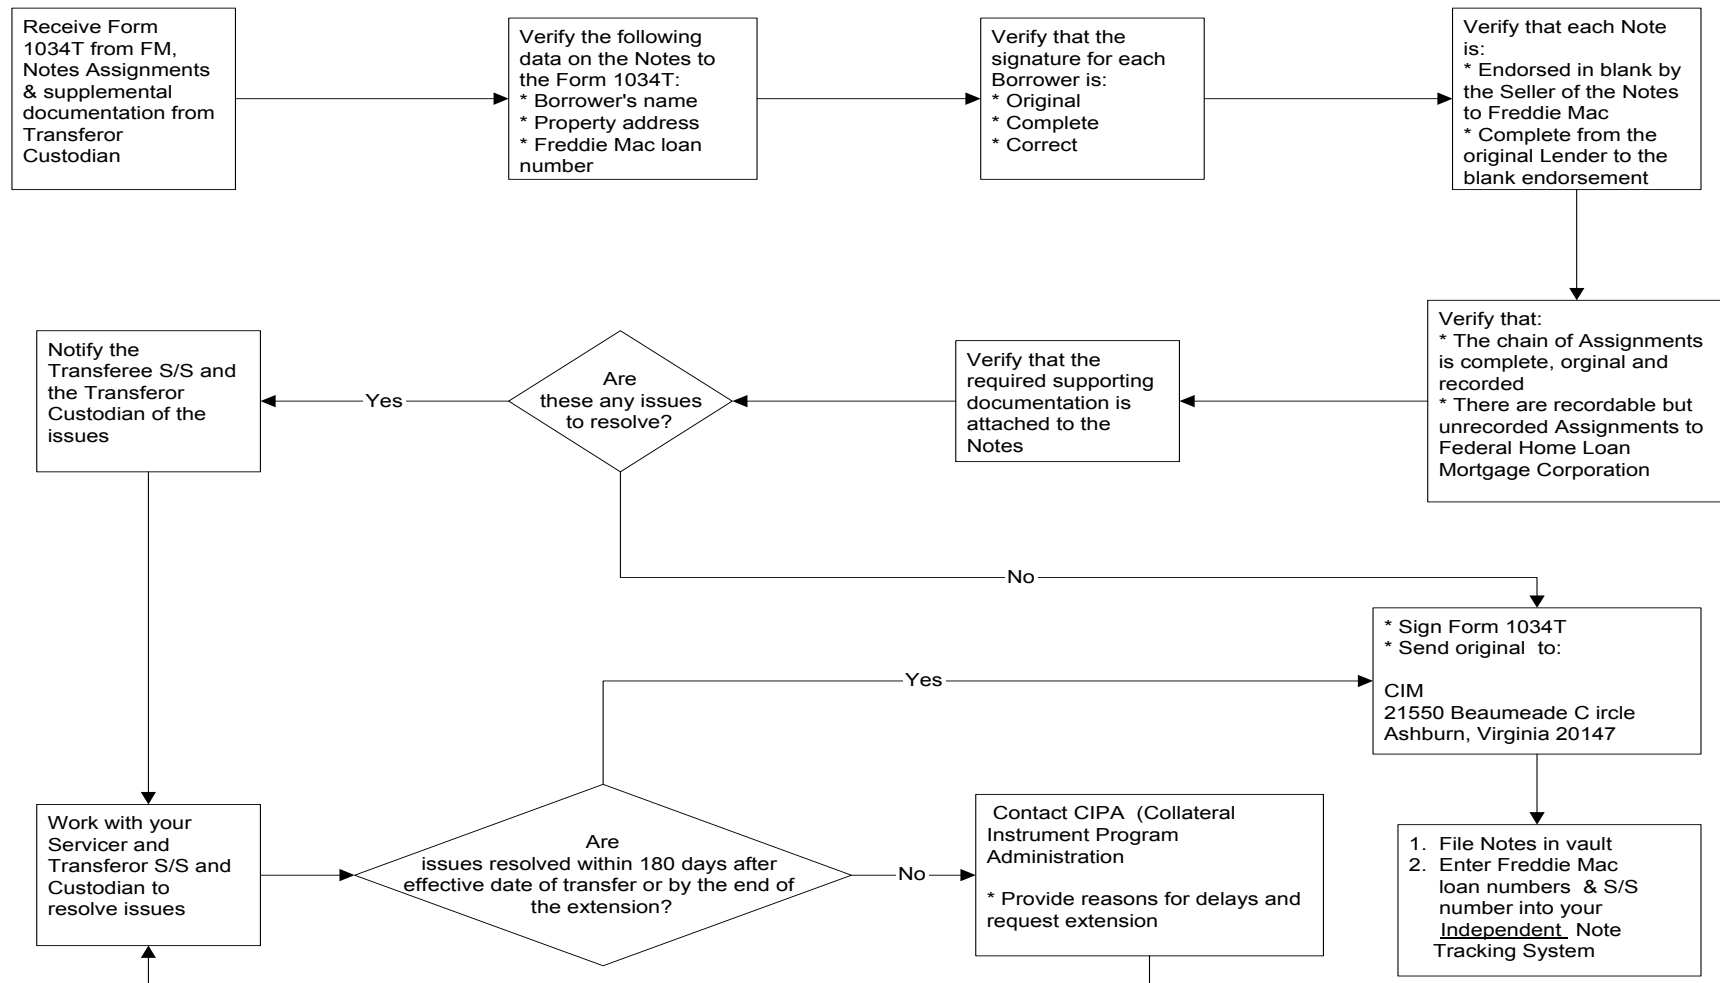 Receive Form
1034T from FM,
Notes Assignments
& supplemental
documentation from
Transferor
Custodian
Verify the following
data on the Notes to
the Form 1034T:
* Borrower's name
* Property address
* Freddie Mac loan
number
Verify that the
signature for each
Borrower is:
* Original
* Complete
* Correct
Verify that each Note
is:
* Endorsed in blank by
the Seller of the Notes
to Freddie Mac
* Complete from the
original Lender to the
blank endorsement
Verify that:
* The chain of Assignments
is complete, orginal and
recorded
* There are recordable but
unrecorded Assignments to
Federal Home Loan
Mortgage Corporation
Verify that the
required supporting
documentation is
attached to the
Notes
Are
these any issues
to resolve?
Yes
Notify the
Transferee S/S and
the Transferor
Custodian of the
issues
No
* Sign Form 1034T
* Send original  to:
CIM
21550 Beaumeade C ircle
Ashburn, Virginia 20147
Yes
Work with your
Servicer and
Transferor S/S and
Custodian to
resolve issues
Are
issues resolved within 180 days after
effective date of transfer or by the end of
the extension?
No
Contact CIPA  (Collateral
Instrument Program
Administration
* Provide reasons for delays and
request extension
1. File Notes in vault
2. Enter Freddie Mac
loan numbers  & S/S
number into your
Independent  Note
Tracking System